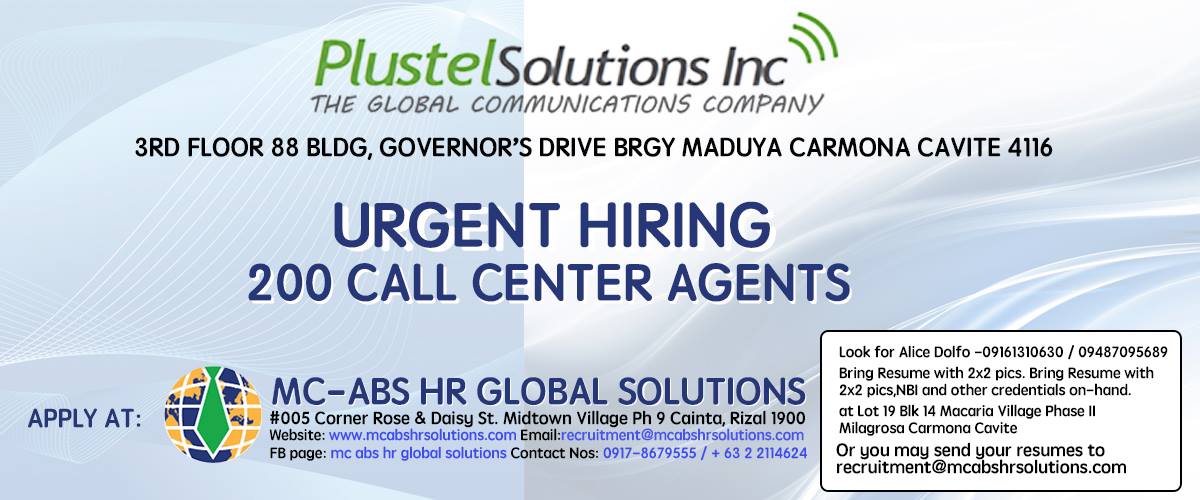 PlustelSolutions Inc
THE GLOBAL COMMUNICATIONS COMPANY
3RD FLOOR 88 BLDG, GOVERNOR'S DRIVE BRGY MADUYA CARMONA CAVITE 4116
URGENT HIRING
200 CALL CENTER AGENTS
APPLY AT:
MC-ABS HR GLOBAL SOLUTIONS
#005 Corner Rose & Daisy St. Midtown Village Ph 9 Cainta, Rizal 1900
Website: www.mcabshrsolutions.com Email:recruitment@mcabshrsolutions.com
FB page: mc abs hr global solutions Contact Nos: 0917-8679555 / + 63 2 2114624
Look for Alice Dolfo -09161310630 / 09487095689
Bring Resume with 2x2 pics. Bring Resume with
2x2 pics,NBI and other credentials on-hand.
at Lot 19 Blk 14 Macaria Village Phase II
Milagrosa Carmona Cavite
Or you may send your resumes to
recruitment@mcabshrsolutions.com